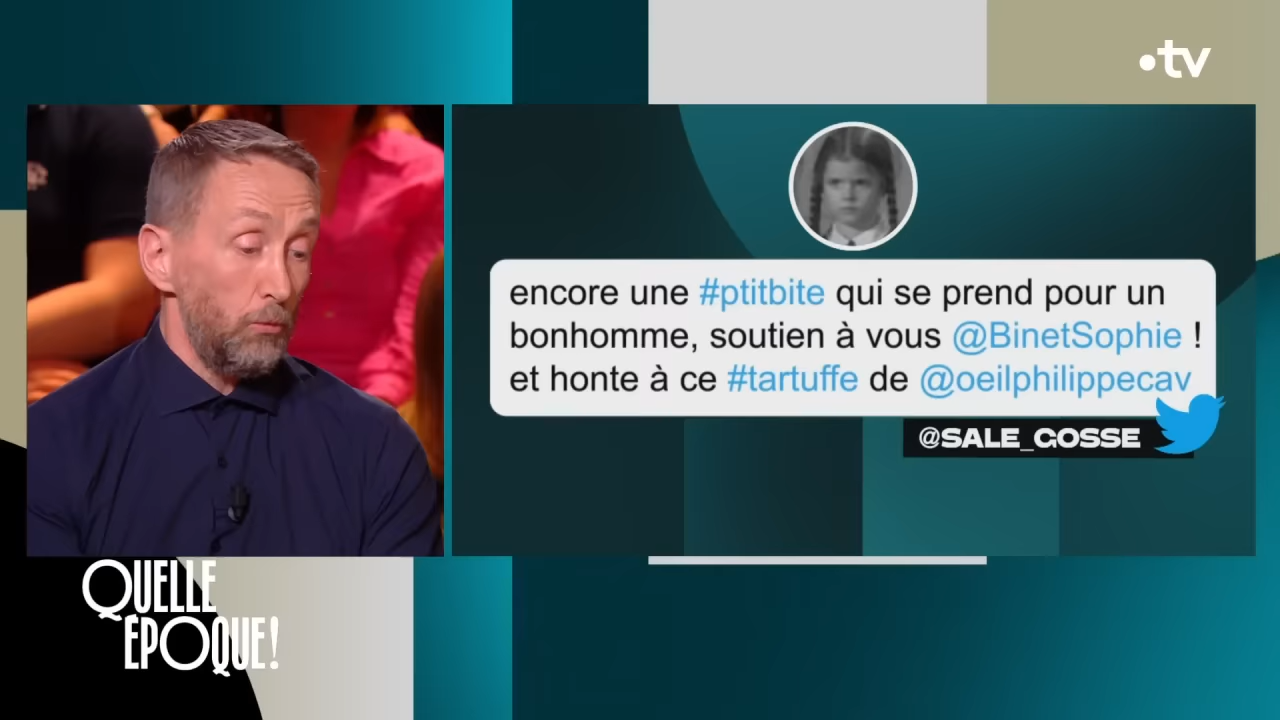 •tv
encore une #ptitbite qui se prend pour un
bonhomme, soutien à vous @BinetSophie !
et honte à ce #tartuffe de @oeilphilippecav
@SALE_GOSSE
QUELLE
ÉPOQUE!